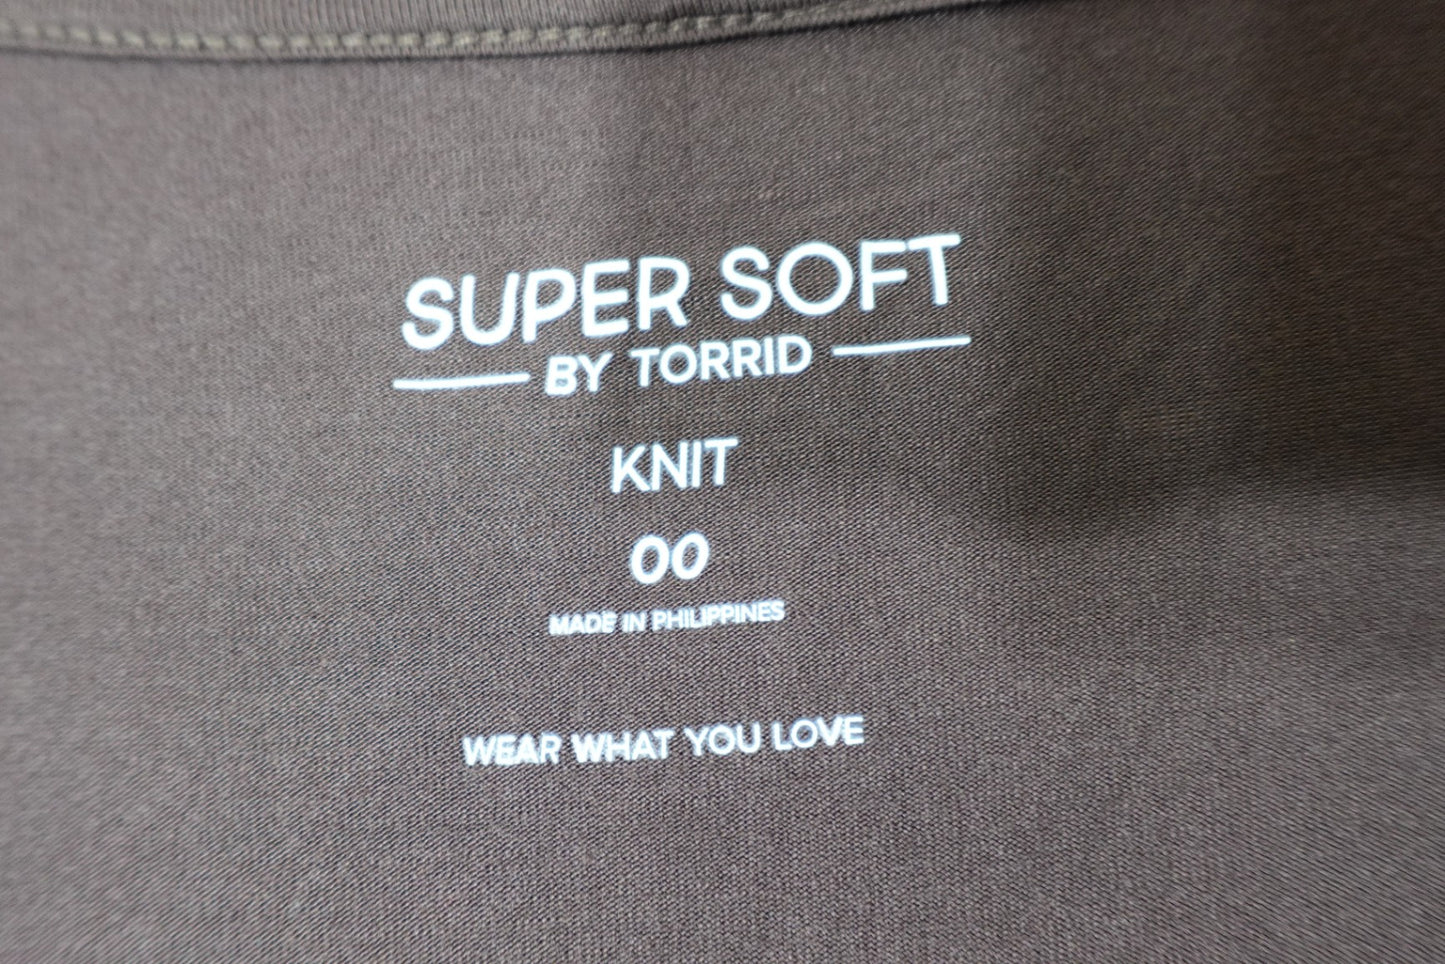 SUPER SOFT
BY TORRID
KNIT
00
MADE IN PHILIPPINES
WEAR WHAT YOU LOVE